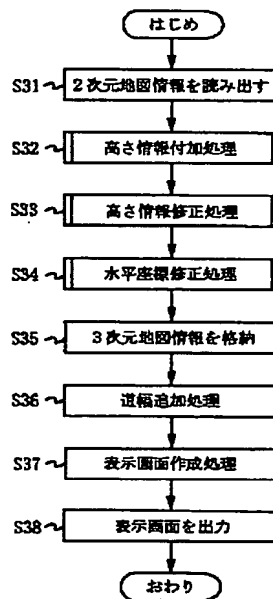 はじめ
S31 2次元地図情報を読み出す
S32 高さ情報付加処理
S33 高さ情報修正処理
S34 水平座標修正処理
S35 3次元地図情報を格納
S36 道幅追加処理
S37 表示画面作成処理
S38 表示画面を出力
おわり